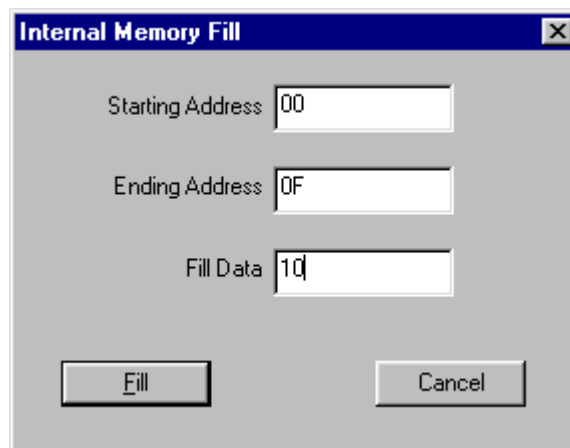 Internal Memory Fill
Starting Address 00
Ending Address 0F
Fill Data 10
Fill Cancel